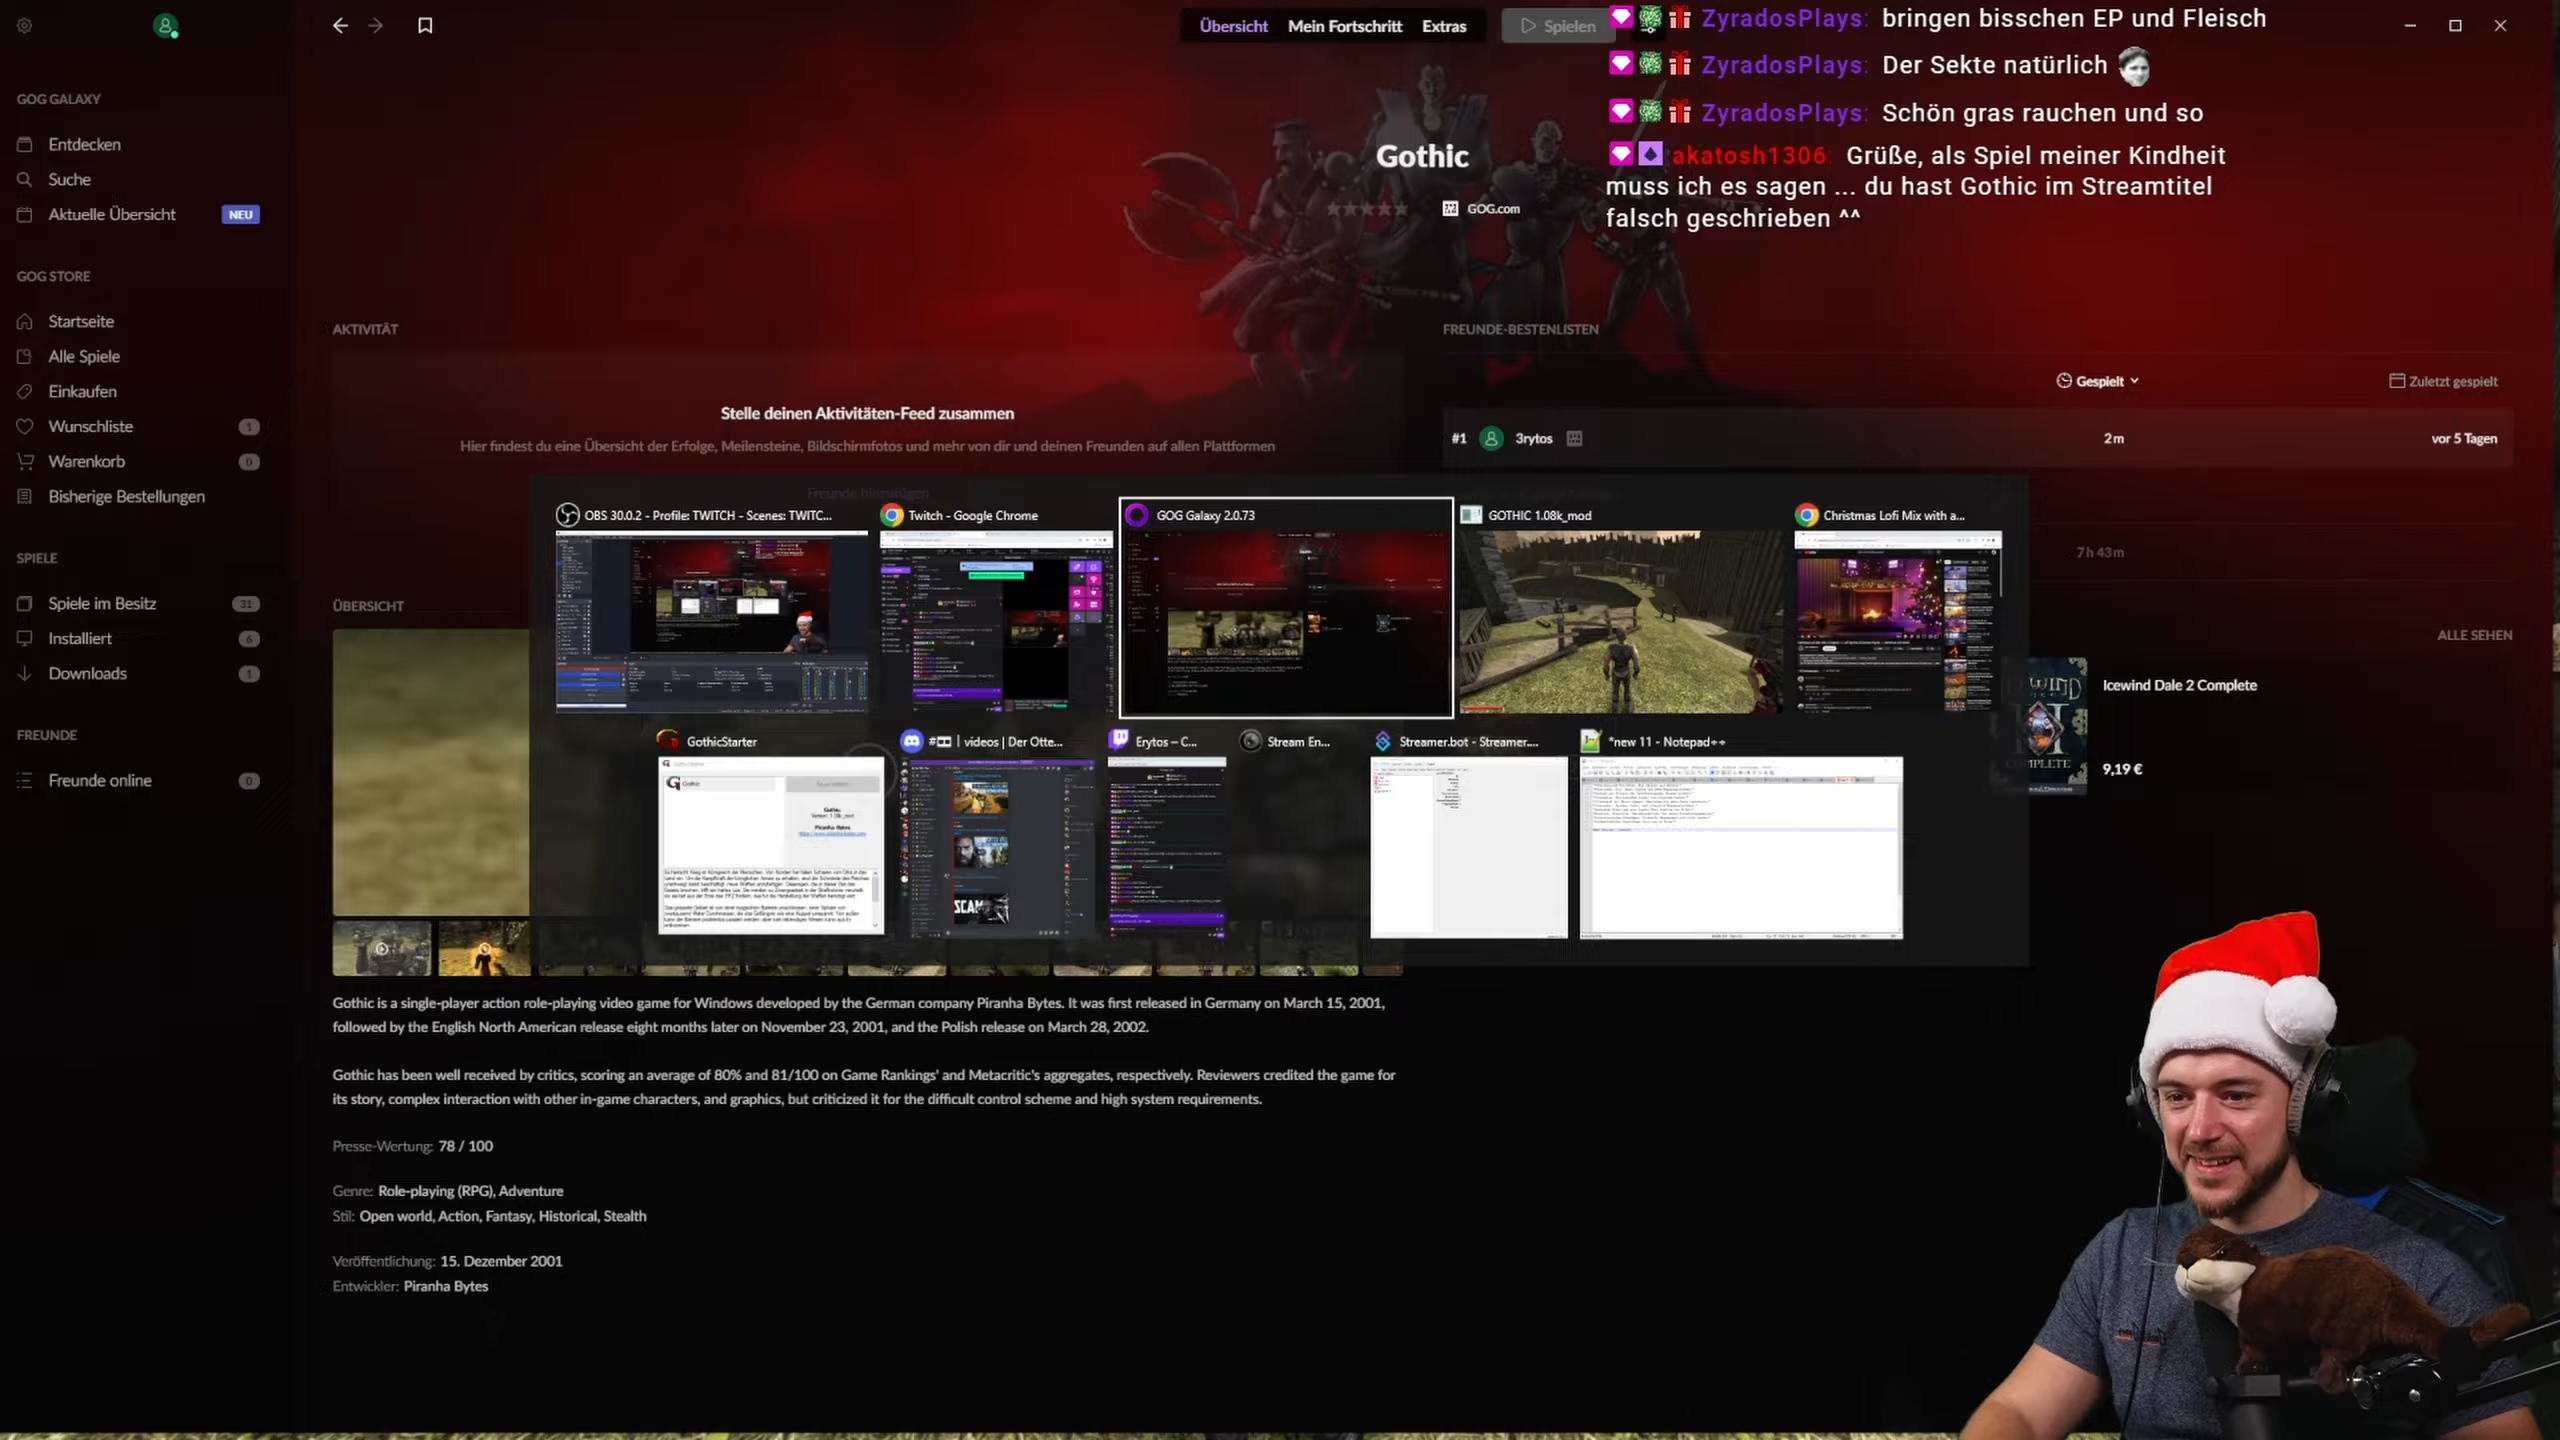 GOG GALAXY
Entdecken
Suche
Aktuelle Übersicht NEU
GOG STORE
Startseite
Alle Spiele
Einkaufen
Wunschliste 1
Warenkorb 0
Bisherige Bestellungen
SPIELE
Spiele im Besitz 31
Installiert 6
Downloads 1
FREUNDE
Freunde online 0
Übersicht Mein Fortschritt Extras Spielen
Gothic
GOG.com
ZyradosPlays: bringen bisschen EP und Fleisch
ZyradosPlays: Der Sekte natürlich
ZyradosPlays: Schön gras rauchen und so
akatosh1306: Grüße, als Spiel meiner Kindheit
muss ich es sagen ... du hast Gothic im Streamtitel
falsch geschrieben ^^
AKTIVITÄT
Stelle deinen Aktivitäten-Feed zusammen
Hier findest du eine Übersicht der Erfolge, Meilensteine, Bildschirmfotos und mehr von dir und deinen Freunden auf allen Plattformen
Freunde hinzufügen
FREUNDE-BESTENLISTEN
Gespielt Zuletzt gespielt
#1 3rytos 2m vor 5 Tagen
7h 43m
OBS 30.0.2 - Profile: TWITCH - Scenes: TWITC...
Twitch - Google Chrome
GOG Galaxy 2.0.73
GOTHIC 1.08k_mod
Christmas Lofi Mix with a...
GothicStarter
# | videos | Der Otte...
Erytos – C...
Stream En...
Streamer.bot - Streamer....
*new 11 - Notepad++
Gothic
SCAM
ÜBERSICHT
ALLE SEHEN
Icewind Dale 2 Complete
9,19 €
Gothic is a single-player action role-playing video game for Windows developed by the German company Piranha Bytes. It was first released in Germany on March 15, 2001,
followed by the English North American release eight months later on November 23, 2001, and the Polish release on March 28, 2002.
Gothic has been well received by critics, scoring an average of 80% and 81/100 on Game Rankings' and Metacritic's aggregates, respectively. Reviewers credited the game for
its story, complex interaction with other in-game characters, and graphics, but criticized it for the difficult control scheme and high system requirements.
Presse-Wertung: 78 / 100
Genre: Role-playing (RPG), Adventure
Stil: Open world, Action, Fantasy, Historical, Stealth
Veröffentlichung: 15. Dezember 2001
Entwickler: Piranha Bytes